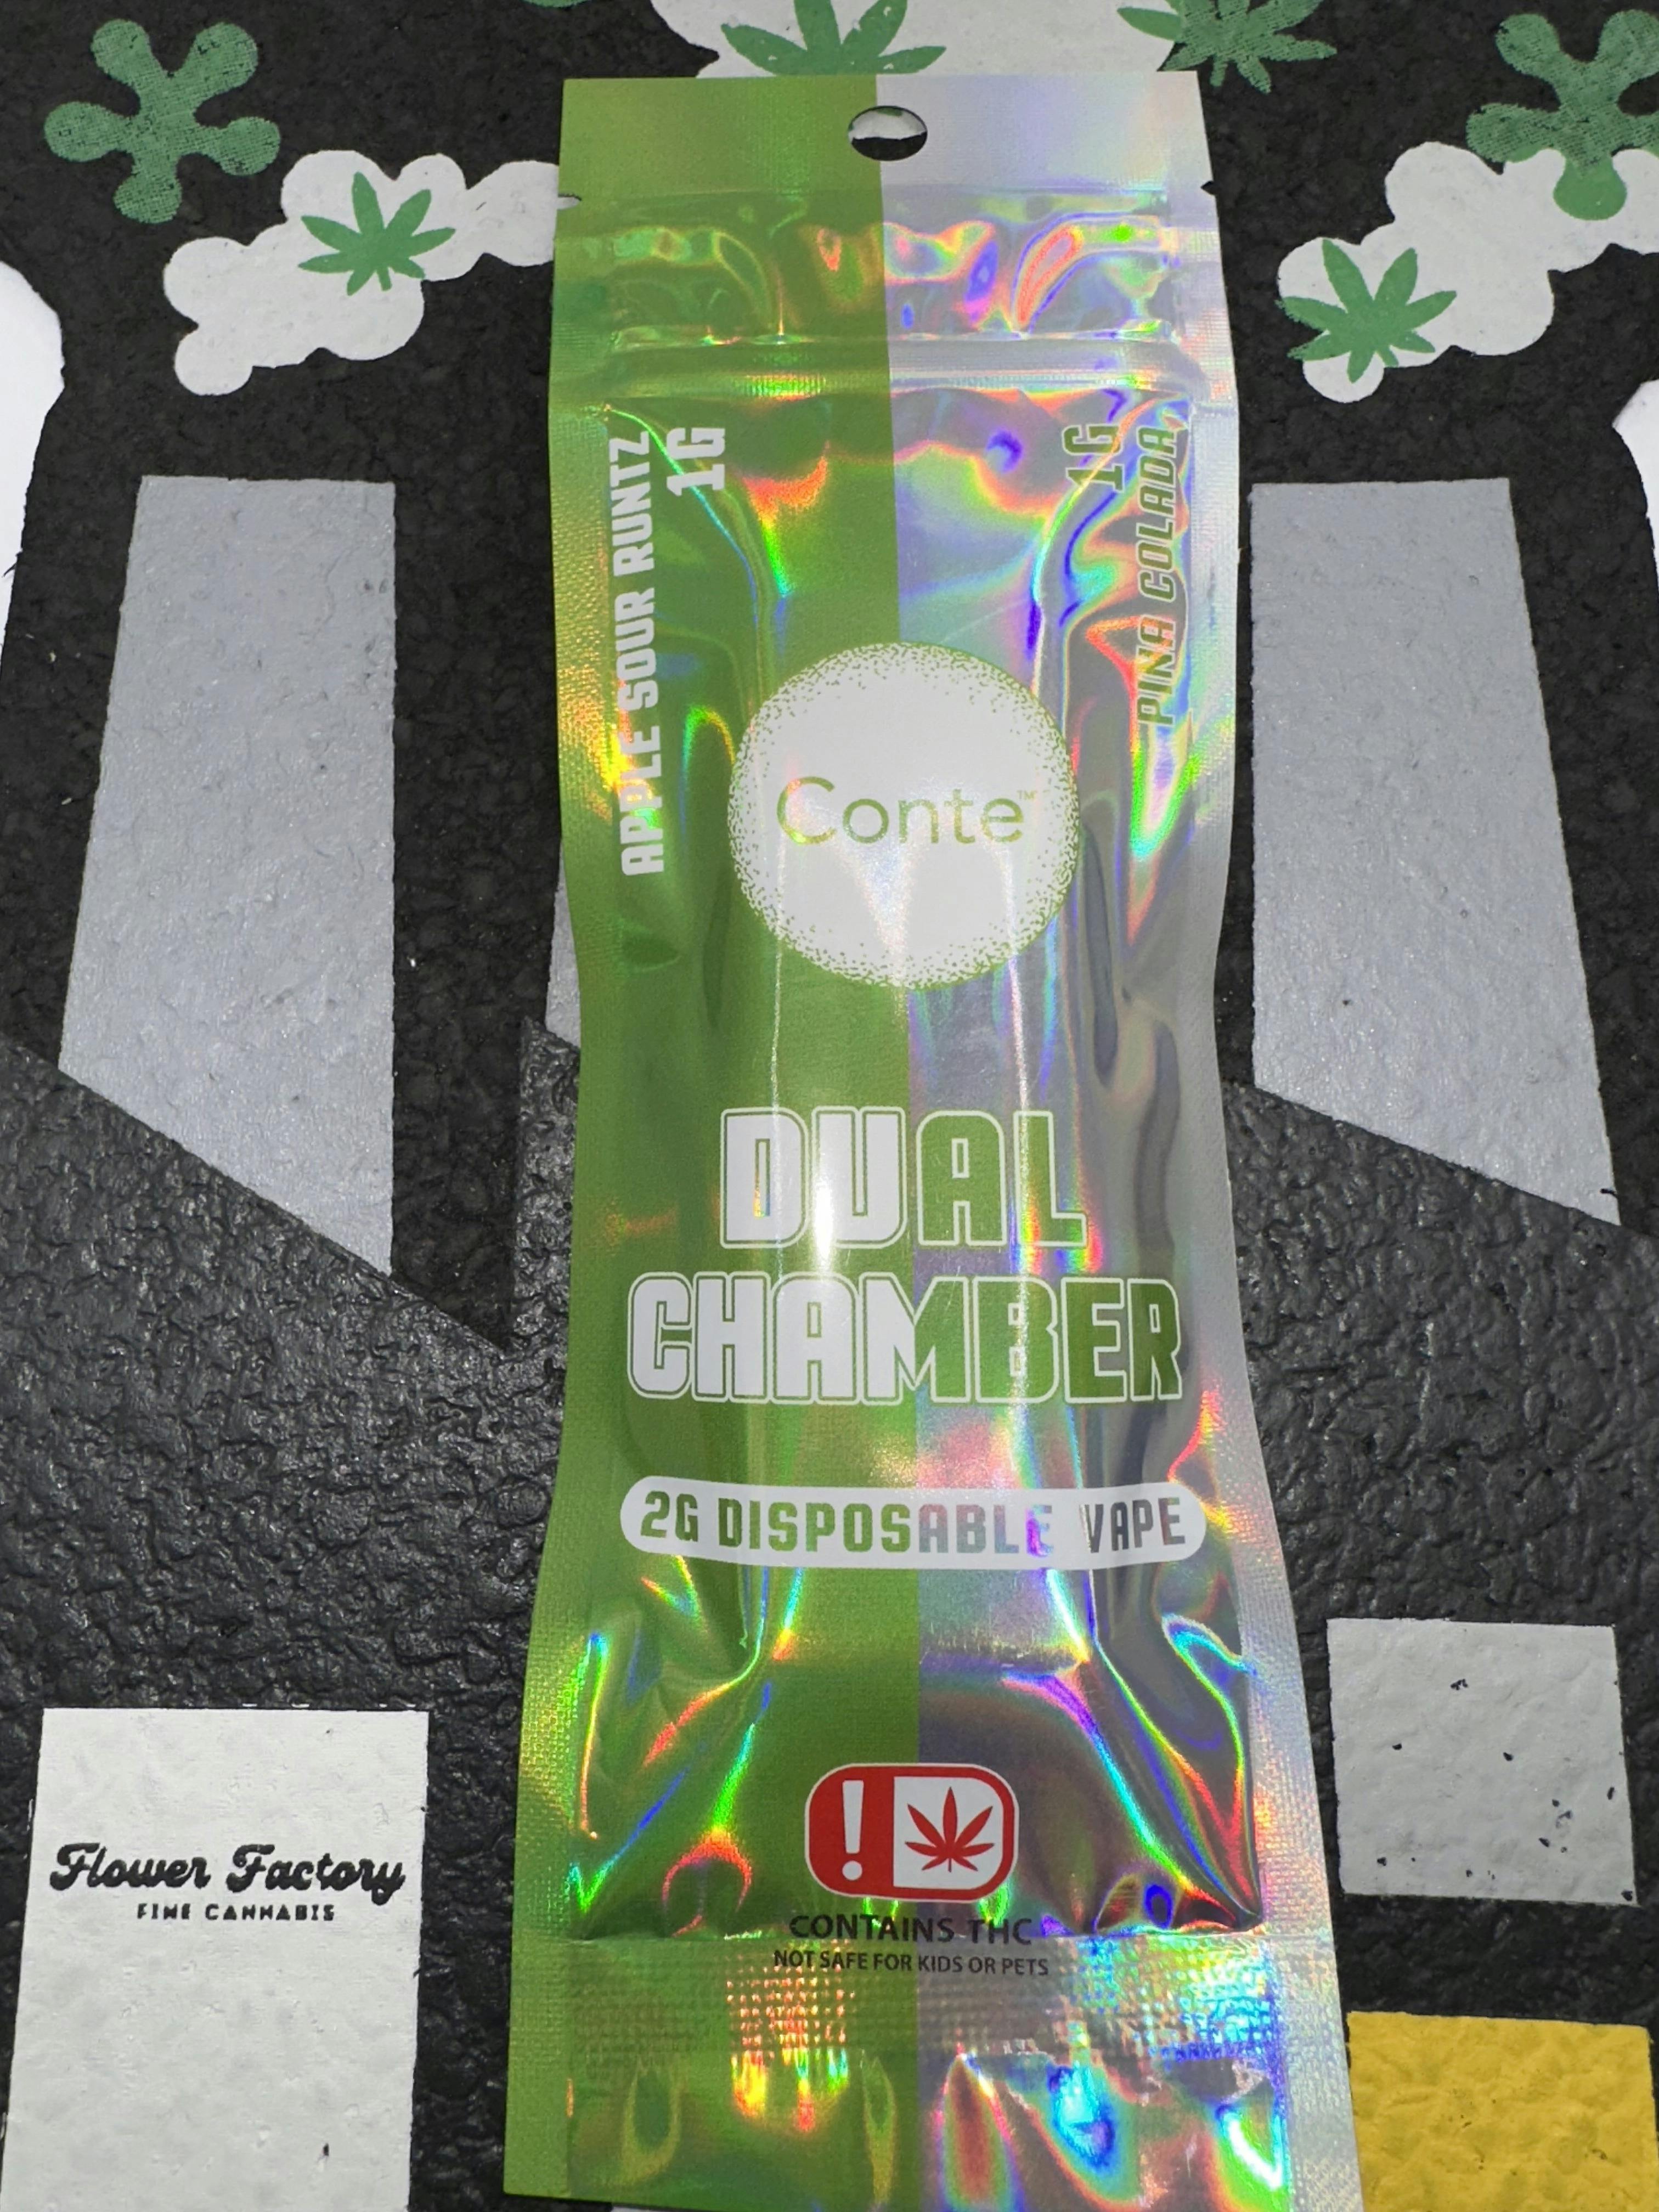 APPLE SOUR RUNTZ
1G
1G
PINA COLADA
Conte™
DUAL
CHAMBER
2G DISPOSABLE VAPE
!
CONTAINS THC
NOT SAFE FOR KIDS OR PETS
Flower Factory
FINE CANNABIS